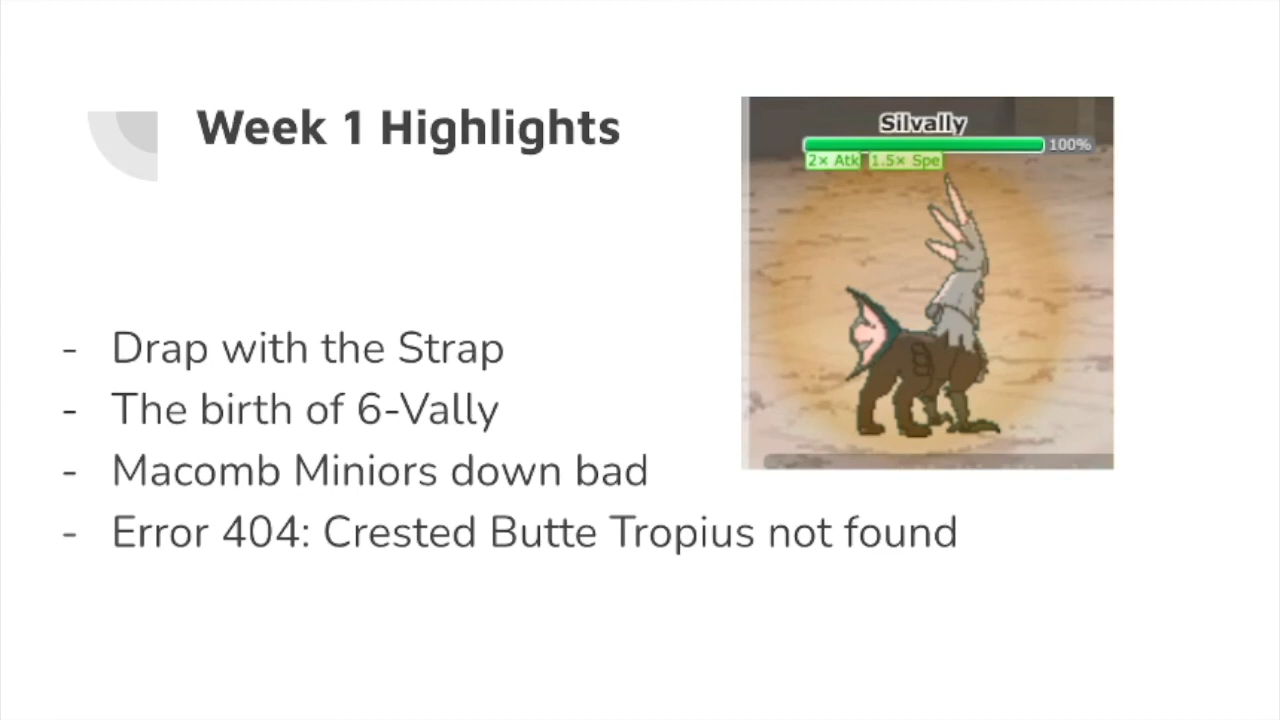 Week 1 Highlights
Silvally
100%
2× Atk 1.5× Spe
- Drap with the Strap
- The birth of 6-Vally
- Macomb Miniors down bad
- Error 404: Crested Butte Tropius not found